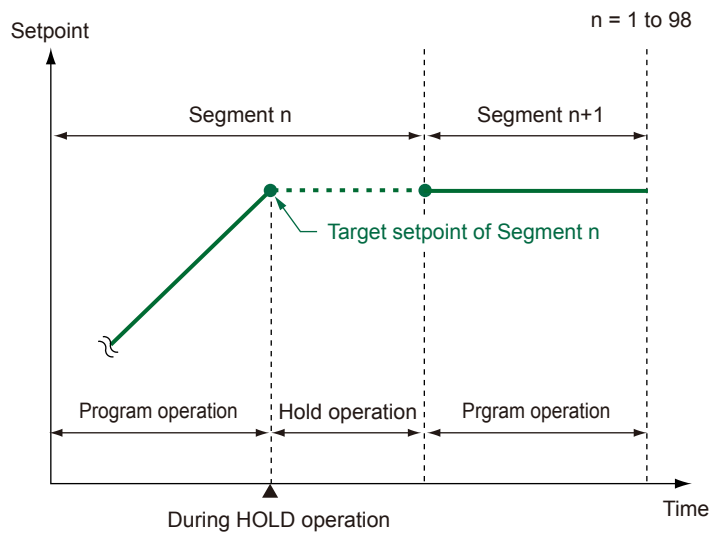 n = 1 to 98
Setpoint
Segment n
Segment n+1
Target setpoint of Segment n
Program operation
Hold operation
Prgram operation
Time
During HOLD operation